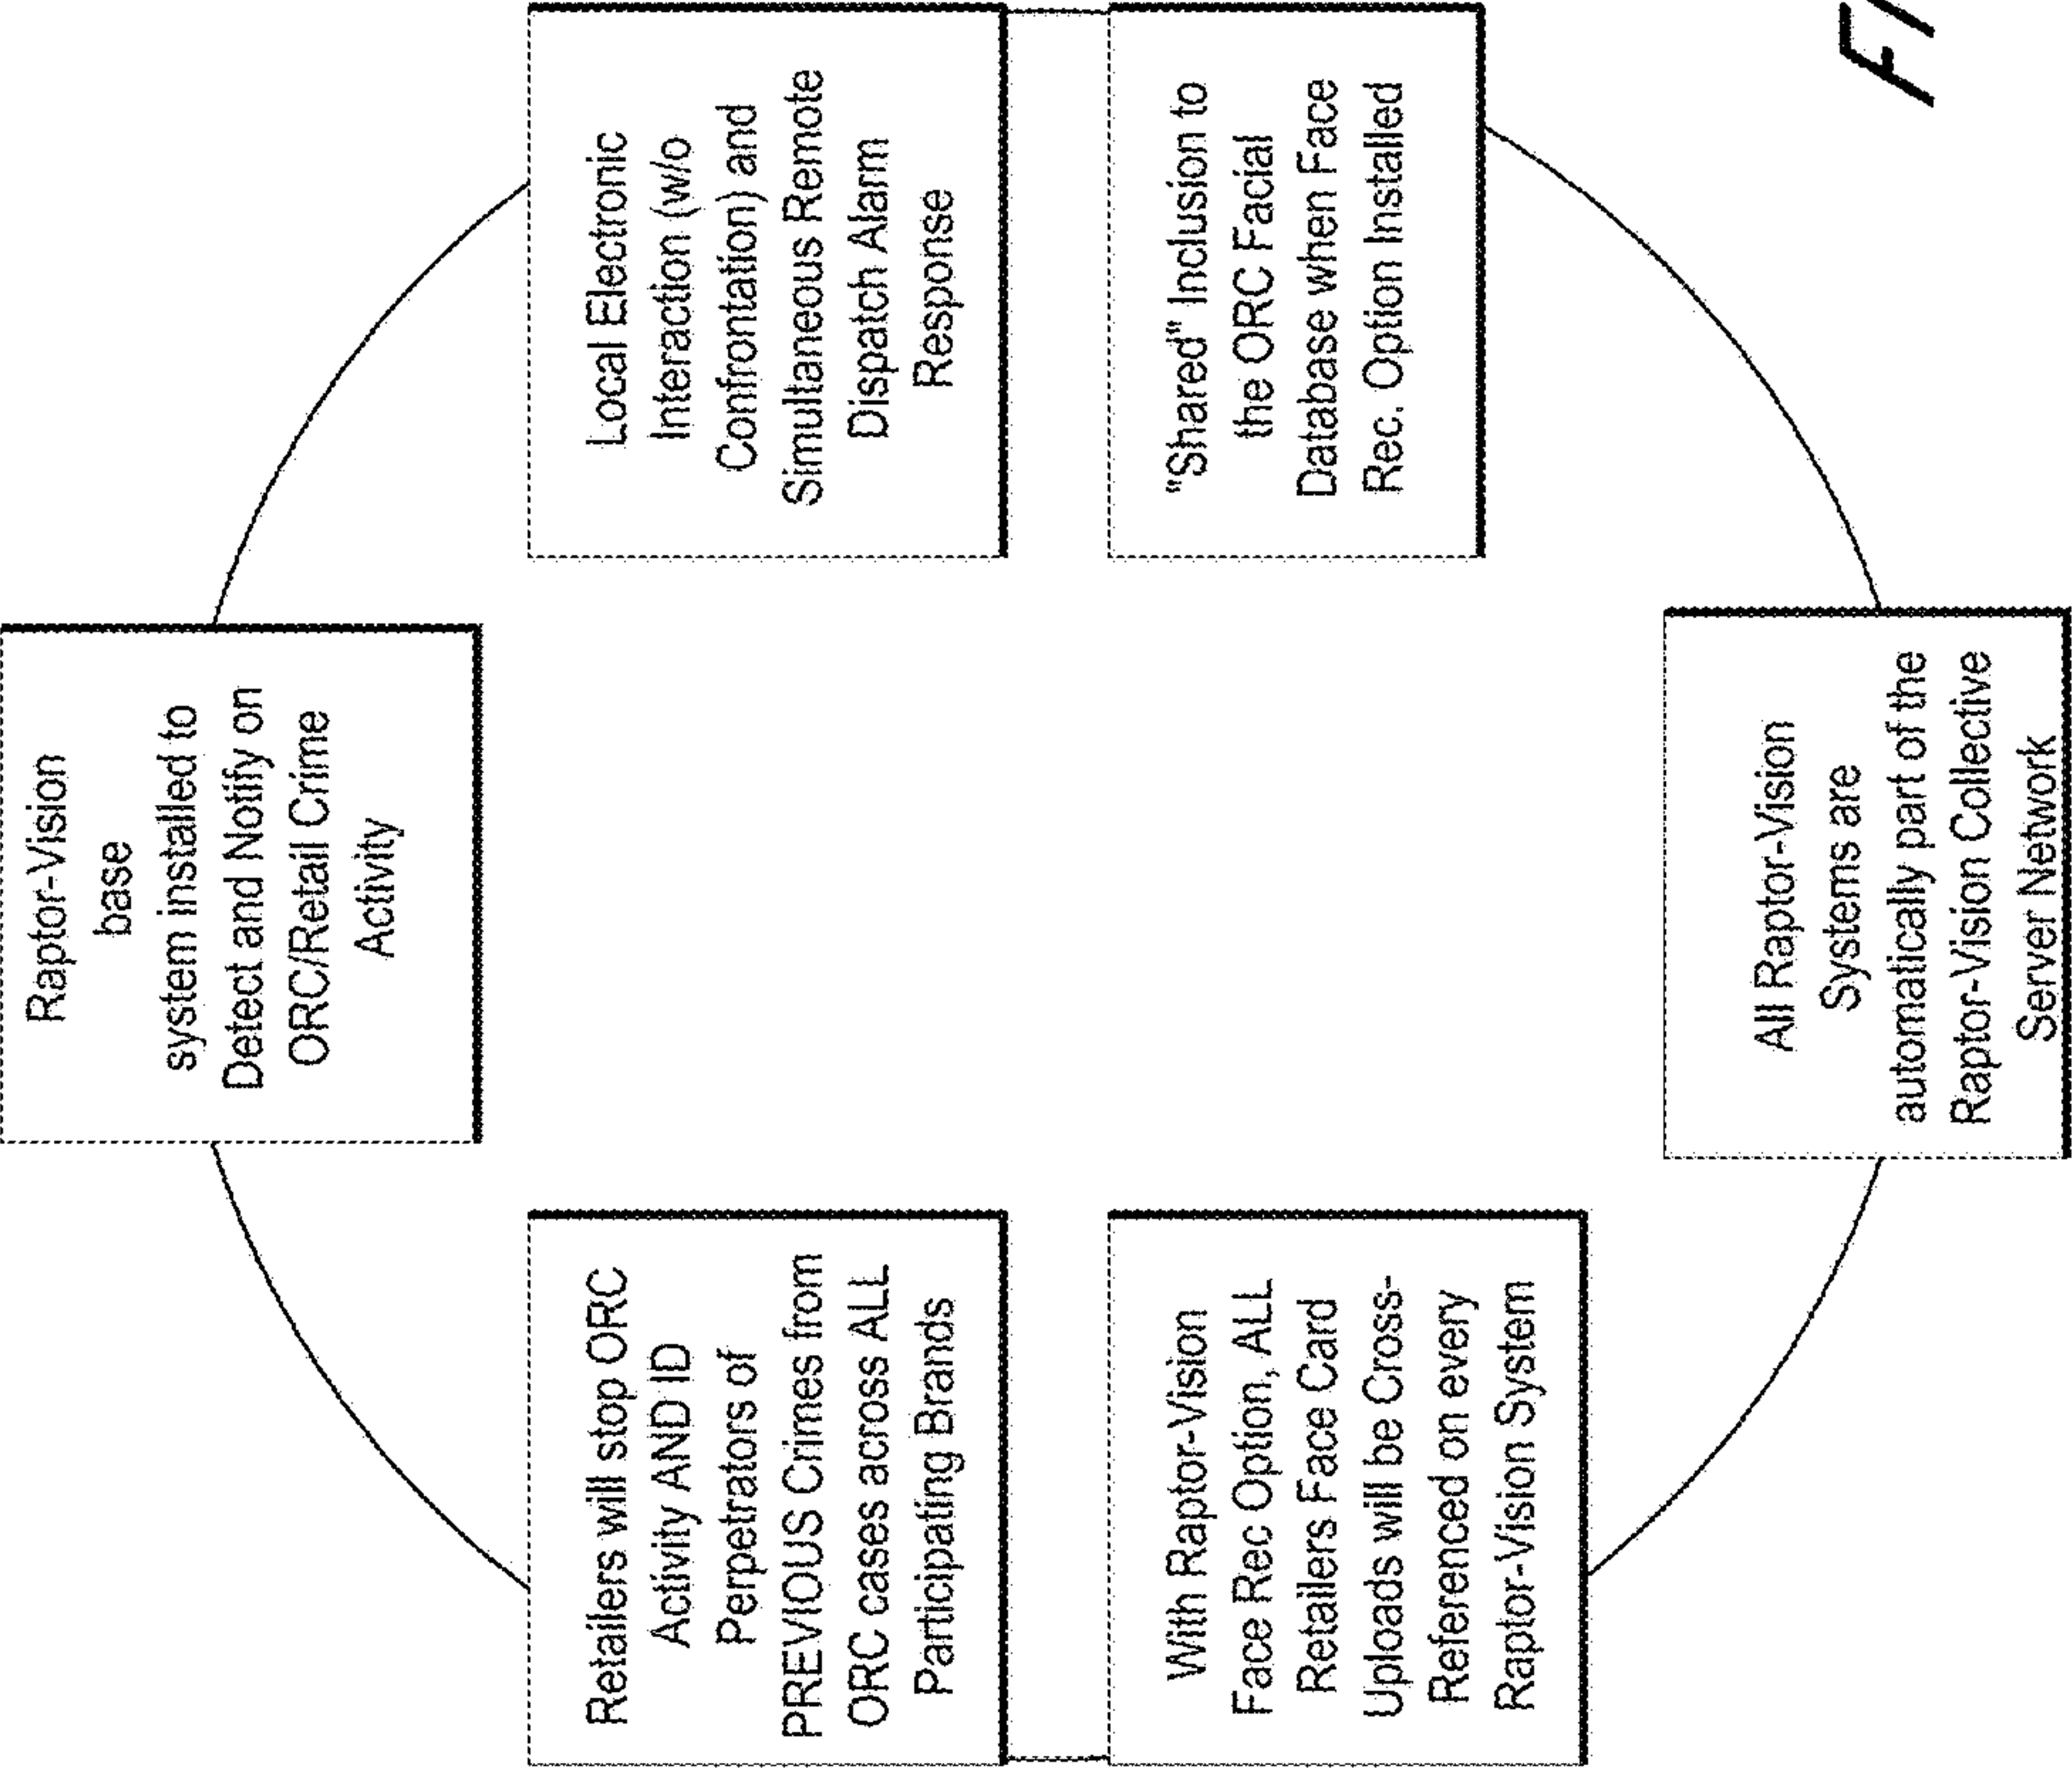 Raptor-Vision
base
system installed to
Detect and Notify on
ORC/Retail Crime
Activity
Local Electronic
Interaction (w/o
Confrontation) and
Simultaneous Remote
Dispatch Alarm
Response
"Shared" Inclusion to
the ORC Facial
Database when Face
Rec. Option Installed
All Raptor-Vision
Systems are
automatically part of the
Raptor-Vision Collective
Server Network
With Raptor-Vision
Face Rec Option, ALL
Retailers Face Card
Uploads will be Cross-
Referenced on every
Raptor-Vision System
Retailers will stop ORC
Activity AND ID
Perpetrators of
PREVIOUS Crimes from
ORC cases across ALL
Participating Brands